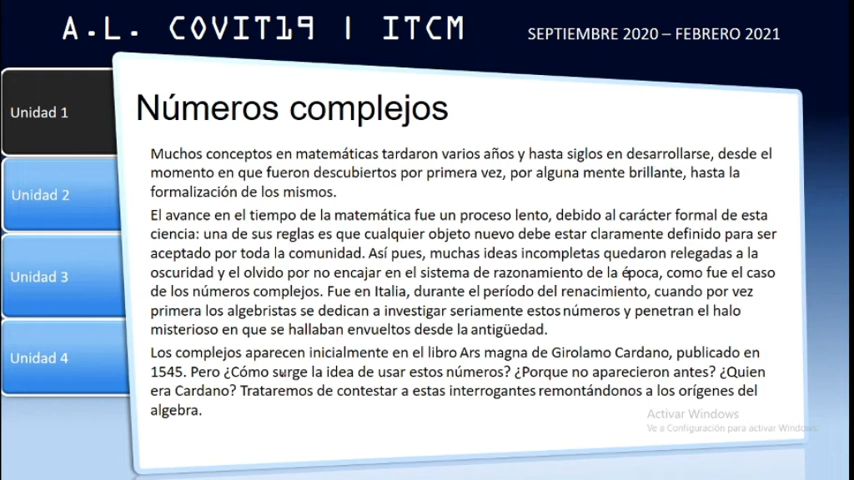 A.L. COVIT19 | ITCM
SEPTIEMBRE 2020 – FEBRERO 2021
Unidad 1
Unidad 2
Unidad 3
Unidad 4
Números complejos
Muchos conceptos en matemáticas tardaron varios años y hasta siglos en desarrollarse, desde el
momento en que fueron descubiertos por primera vez, por alguna mente brillante, hasta la
formalización de los mismos.
El avance en el tiempo de la matemática fue un proceso lento, debido al carácter formal de esta
ciencia: una de sus reglas es que cualquier objeto nuevo debe estar claramente definido para ser
aceptado por toda la comunidad. Así pues, muchas ideas incompletas quedaron relegadas a la
oscuridad y el olvido por no encajar en el sistema de razonamiento de la época, como fue el caso
de los números complejos. Fue en Italia, durante el período del renacimiento, cuando por vez
primera los algebristas se dedican a investigar seriamente estos números y penetran el halo
misterioso en que se hallaban envueltos desde la antigüedad.
Los complejos aparecen inicialmente en el libro Ars magna de Girolamo Cardano, publicado en
1545. Pero ¿Cómo surge la idea de usar estos números? ¿Porque no aparecieron antes? ¿Quien
era Cardano? Trataremos de contestar a estas interrogantes remontándonos a los orígenes del
algebra.
Activar Windows
Ve a Configuración para activar Windows.